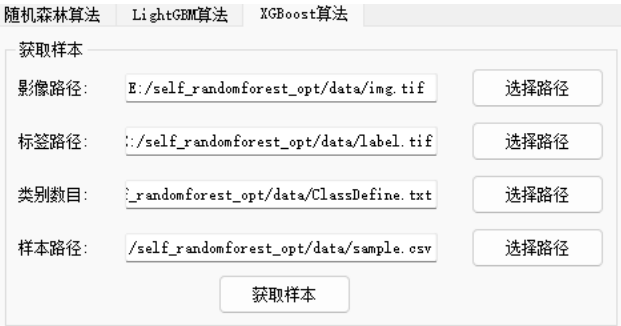 随机森林算法 LightGBM算法 XGBoost算法
获取样本
影像路径: E:/self_randomforest_opt/data/img.tif 选择路径
标签路径: :/self_randomforest_opt/data/label.tif 选择路径
类别数目: f_randomforest_opt/data/ClassDefine.txt 选择路径
样本路径: /self_randomforest_opt/data/sample.csv 选择路径
获取样本